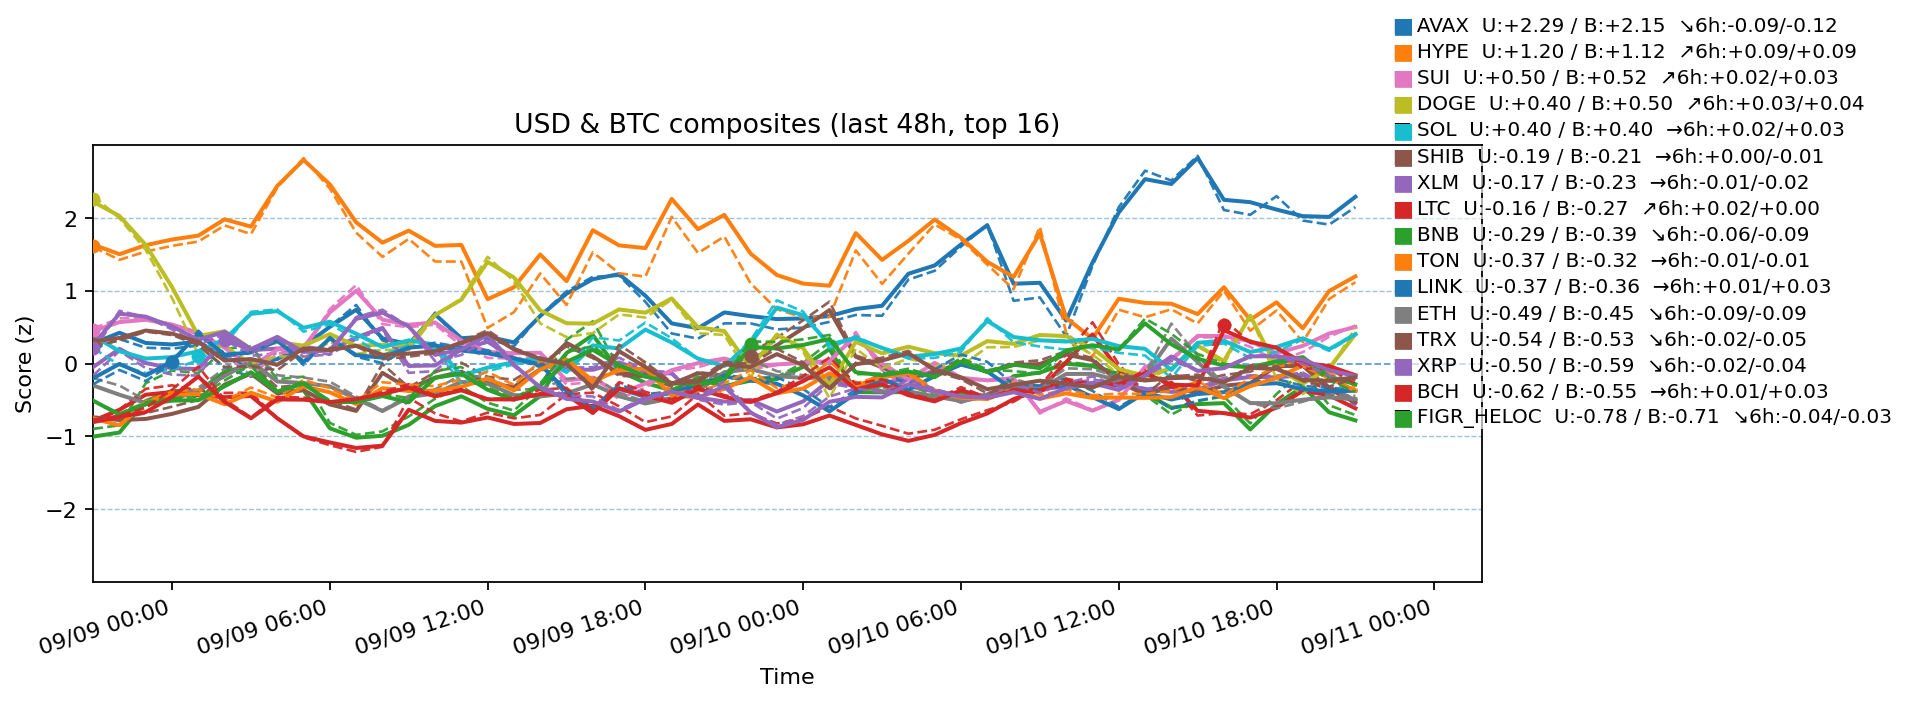 AVAX  U:+2.29 / B:+2.15  ↘6h:-0.09/-0.12
HYPE  U:+1.20 / B:+1.12  ↗6h:+0.09/+0.09
SUI  U:+0.50 / B:+0.52  ↗6h:+0.02/+0.03
DOGE  U:+0.40 / B:+0.50  ↗6h:+0.03/+0.04
SOL  U:+0.40 / B:+0.40  →6h:+0.02/+0.03
SHIB  U:-0.19 / B:-0.21  →6h:+0.00/-0.01
XLM  U:-0.17 / B:-0.23  →6h:-0.01/-0.02
LTC  U:-0.16 / B:-0.27  ↗6h:+0.02/+0.00
BNB  U:-0.29 / B:-0.39  ↘6h:-0.06/-0.09
TON  U:-0.37 / B:-0.32  →6h:-0.01/-0.01
LINK  U:-0.37 / B:-0.36  →6h:+0.01/+0.03
ETH  U:-0.49 / B:-0.45  ↘6h:-0.09/-0.09
TRX  U:-0.54 / B:-0.53  ↘6h:-0.02/-0.05
XRP  U:-0.50 / B:-0.59  ↘6h:-0.02/-0.04
BCH  U:-0.62 / B:-0.55  →6h:+0.01/+0.03
FIGR_HELOC  U:-0.78 / B:-0.71  ↘6h:-0.04/-0.03
USD & BTC composites (last 48h, top 16)
Score (z)
2
1
0
−1
−2
09/09 00:00
09/09 06:00
09/09 12:00
09/09 18:00
09/10 00:00
09/10 06:00
09/10 12:00
09/10 18:00
09/11 00:00
Time